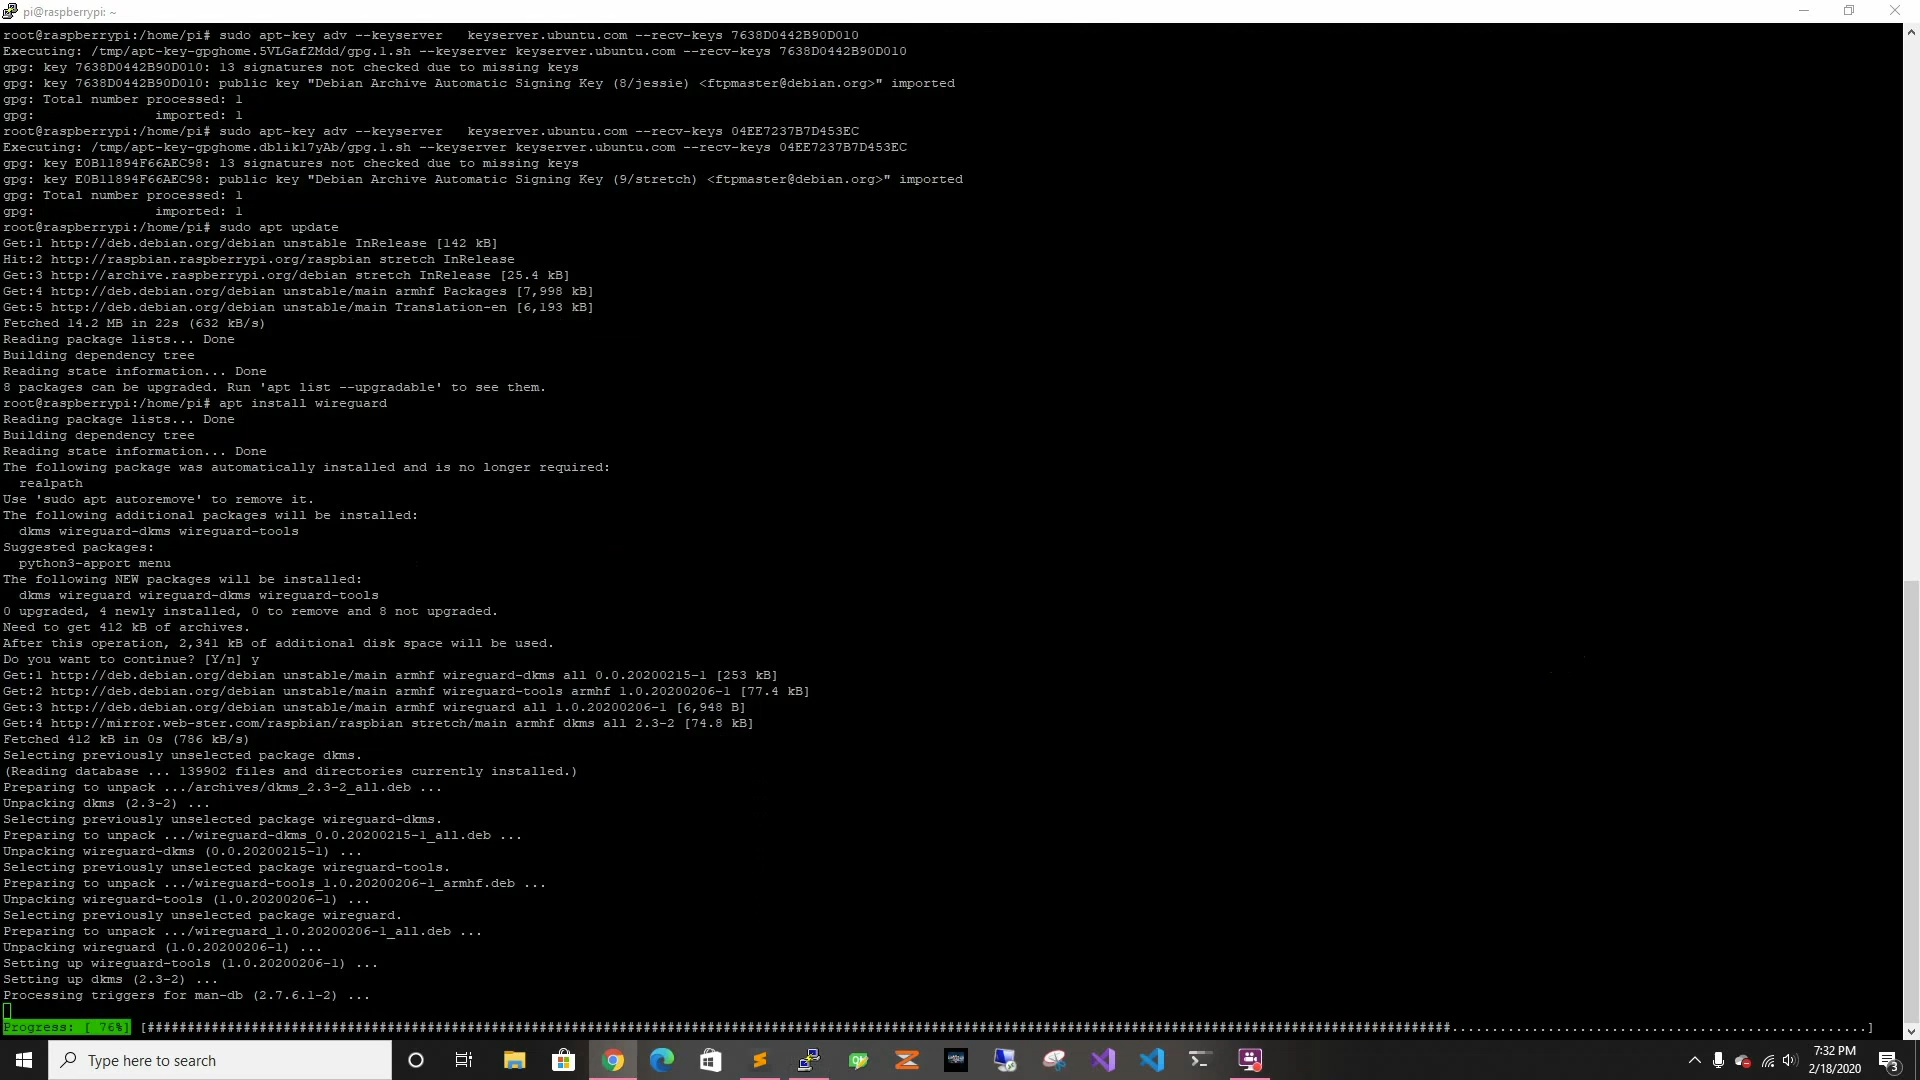 pi@raspberrypi: ~
root@raspberrypi:/home/pi# sudo apt-key adv --keyserver   keyserver.ubuntu.com --recv-keys 7638D0442B90D010
Executing: /tmp/apt-key-gpghome.5VLGafZMdd/gpg.1.sh --keyserver keyserver.ubuntu.com --recv-keys 7638D0442B90D010
gpg: key 7638D0442B90D010: 13 signatures not checked due to missing keys
gpg: key 7638D0442B90D010: public key "Debian Archive Automatic Signing Key (8/jessie) <ftpmaster@debian.org>" imported
gpg: Total number processed: 1
gpg:               imported: 1
root@raspberrypi:/home/pi# sudo apt-key adv --keyserver   keyserver.ubuntu.com --recv-keys 04EE7237B7D453EC
Executing: /tmp/apt-key-gpghome.dblik17yAb/gpg.1.sh --keyserver keyserver.ubuntu.com --recv-keys 04EE7237B7D453EC
gpg: key E0B11894F66AEC98: 13 signatures not checked due to missing keys
gpg: key E0B11894F66AEC98: public key "Debian Archive Automatic Signing Key (9/stretch) <ftpmaster@debian.org>" imported
gpg: Total number processed: 1
gpg:               imported: 1
root@raspberrypi:/home/pi# sudo apt update
Get:1 http://deb.debian.org/debian unstable InRelease [142 kB]
Hit:2 http://raspbian.raspberrypi.org/raspbian stretch InRelease
Get:3 http://archive.raspberrypi.org/debian stretch InRelease [25.4 kB]
Get:4 http://deb.debian.org/debian unstable/main armhf Packages [7,998 kB]
Get:5 http://deb.debian.org/debian unstable/main Translation-en [6,193 kB]
Fetched 14.2 MB in 22s (632 kB/s)
Reading package lists... Done
Building dependency tree
Reading state information... Done
8 packages can be upgraded. Run 'apt list --upgradable' to see them.
root@raspberrypi:/home/pi# apt install wireguard
Reading package lists... Done
Building dependency tree
Reading state information... Done
The following package was automatically installed and is no longer required:
  realpath
Use 'sudo apt autoremove' to remove it.
The following additional packages will be installed:
  dkms wireguard-dkms wireguard-tools
Suggested packages:
  python3-apport menu
The following NEW packages will be installed:
  dkms wireguard wireguard-dkms wireguard-tools
0 upgraded, 4 newly installed, 0 to remove and 8 not upgraded.
Need to get 412 kB of archives.
After this operation, 2,341 kB of additional disk space will be used.
Do you want to continue? [Y/n] y
Get:1 http://deb.debian.org/debian unstable/main armhf wireguard-dkms all 0.0.20200215-1 [253 kB]
Get:2 http://deb.debian.org/debian unstable/main armhf wireguard-tools armhf 1.0.20200206-1 [77.4 kB]
Get:3 http://deb.debian.org/debian unstable/main armhf wireguard all 1.0.20200206-1 [6,948 B]
Get:4 http://mirror.web-ster.com/raspbian/raspbian stretch/main armhf dkms all 2.3-2 [74.8 kB]
Fetched 412 kB in 0s (786 kB/s)
Selecting previously unselected package dkms.
(Reading database ... 139902 files and directories currently installed.)
Preparing to unpack .../archives/dkms_2.3-2_all.deb ...
Unpacking dkms (2.3-2) ...
Selecting previously unselected package wireguard-dkms.
Preparing to unpack .../wireguard-dkms_0.0.20200215-1_all.deb ...
Unpacking wireguard-dkms (0.0.20200215-1) ...
Selecting previously unselected package wireguard-tools.
Preparing to unpack .../wireguard-tools_1.0.20200206-1_armhf.deb ...
Unpacking wireguard-tools (1.0.20200206-1) ...
Selecting previously unselected package wireguard.
Preparing to unpack .../wireguard_1.0.20200206-1_all.deb ...
Unpacking wireguard (1.0.20200206-1) ...
Setting up wireguard-tools (1.0.20200206-1) ...
Setting up dkms (2.3-2) ...
Processing triggers for man-db (2.7.6.1-2) ...
Progress: [ 76%]
Type here to search
7:32 PM
2/18/2020
3